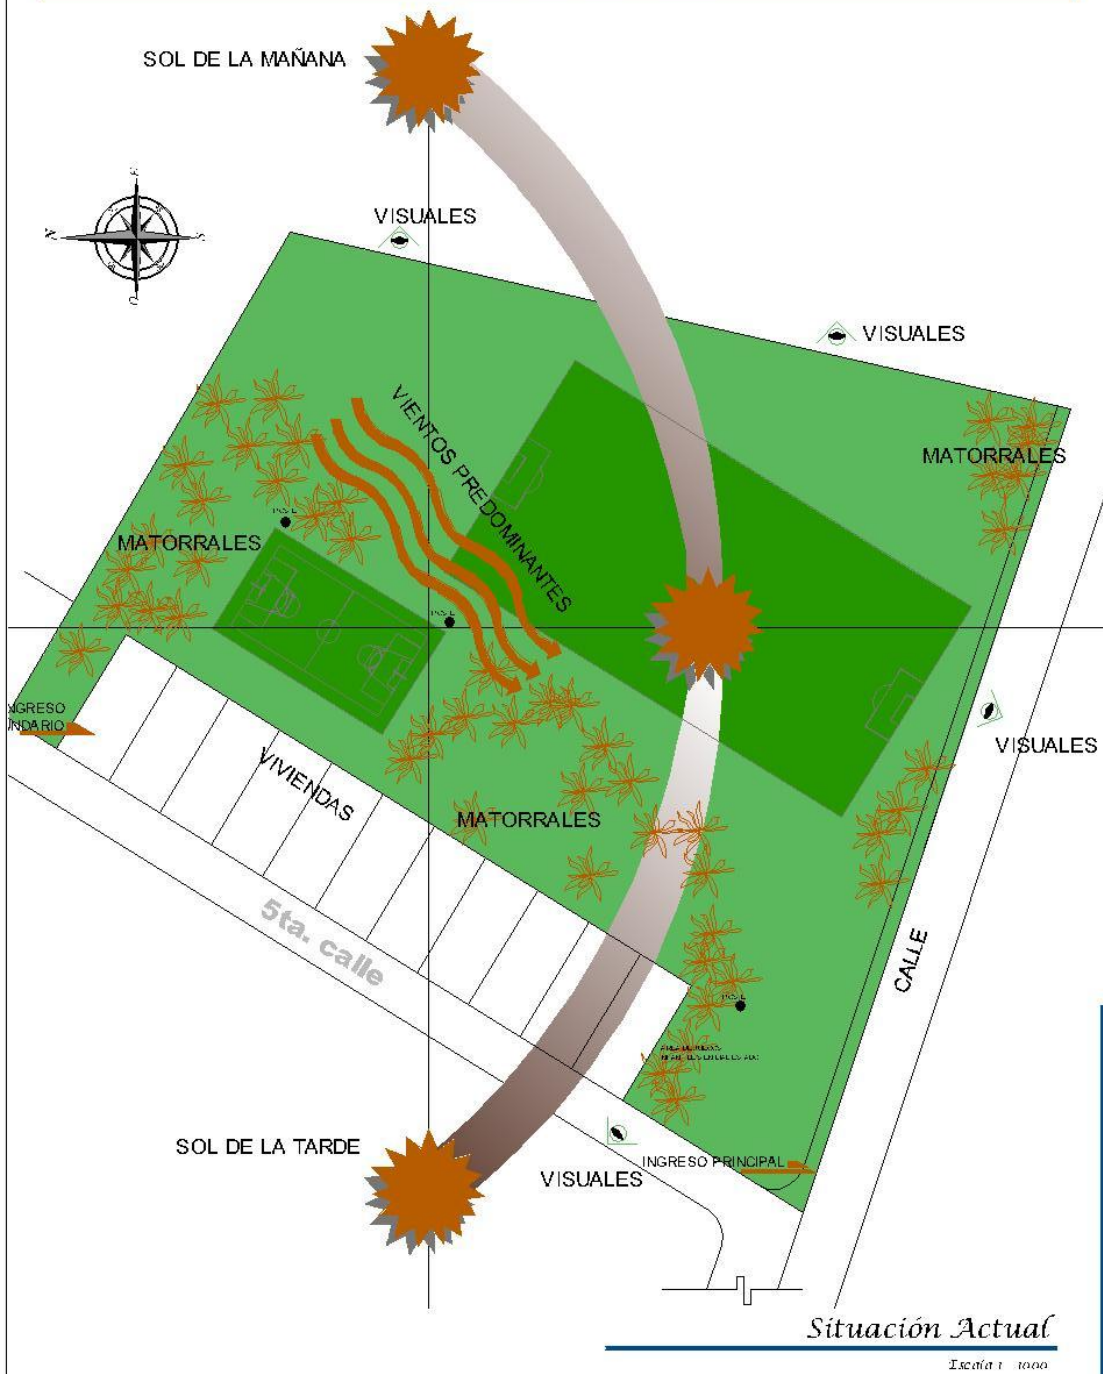 SOL DE LA MAÑANA
E
N
S
O
VISUALES
VISUALES
VIENTOS PREDOMINANTES
MATORRALES
MATORRALES
VISUALES
VIVIENDAS
MATORRALES
5ta. calle
CALLE
SOL DE LA TARDE
INGRESO PRINCIPAL
VISUALES
Situación Actual